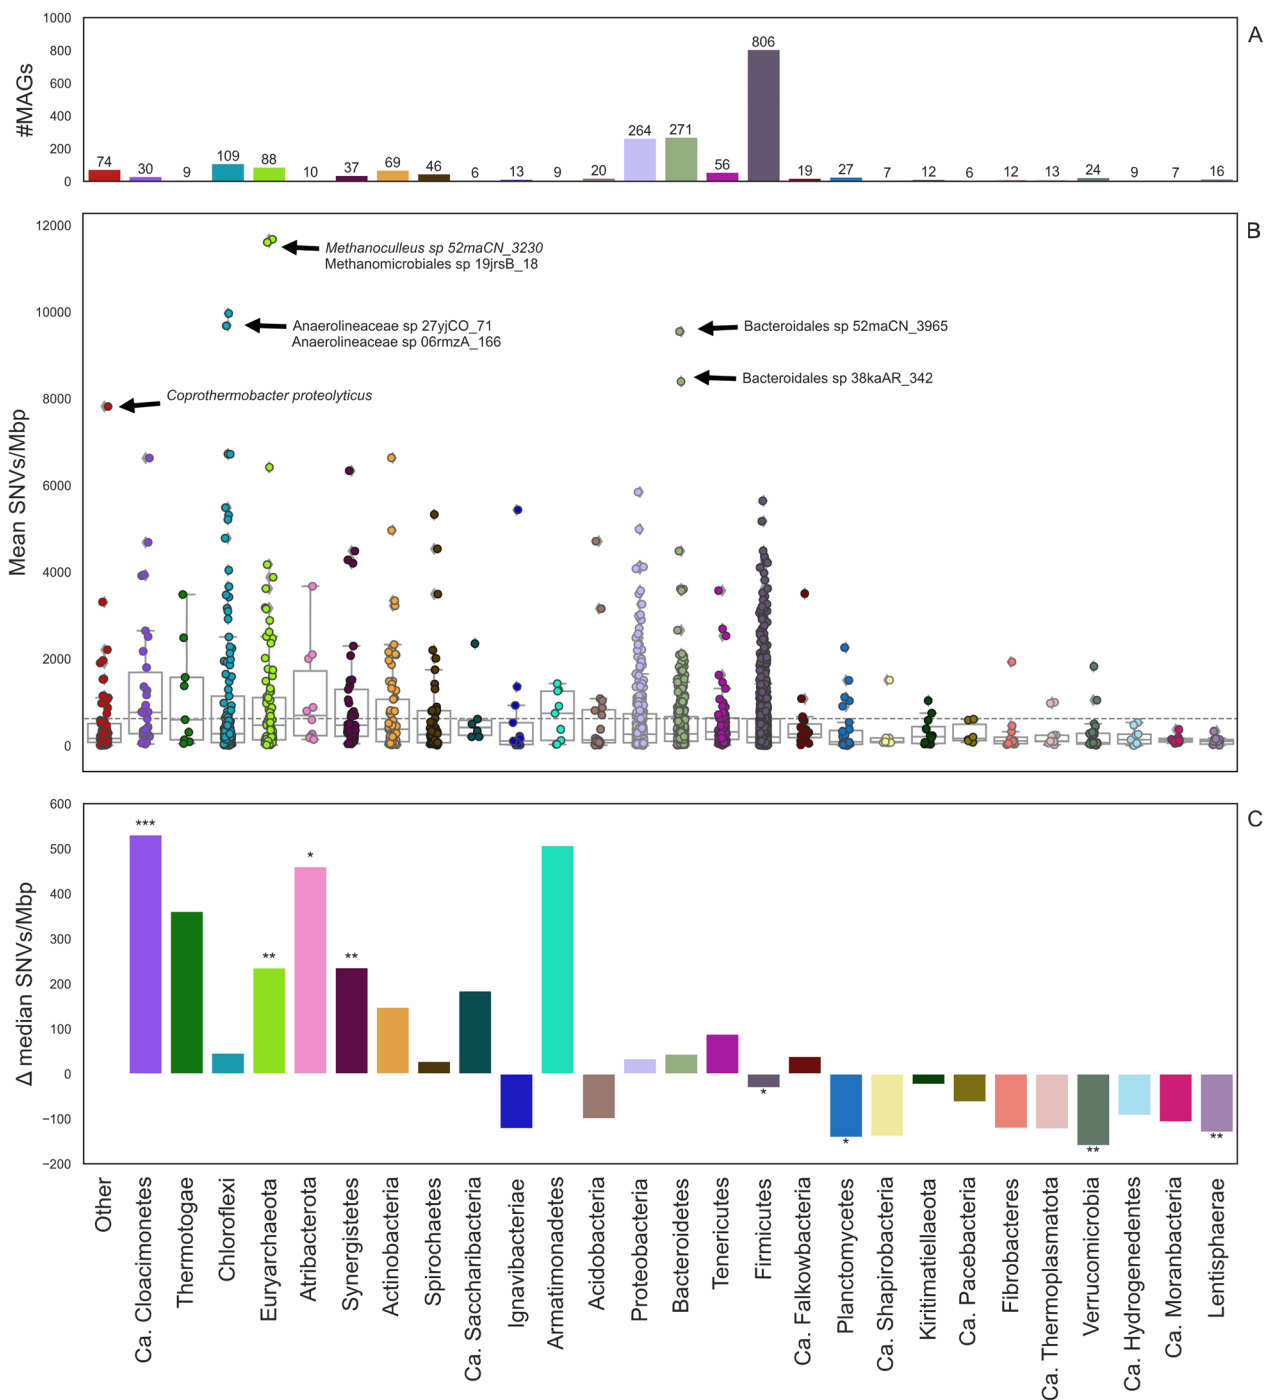 A
#MAGs
1000
800
600
400
200
0
74 30 9 109 88 10 37 69 46 6 13 9 20 264 271 56 806 19 27 7 12 6 12 13 24 9 7 16
B
Mean SNVs/Mbp
12000
10000
8000
6000
4000
2000
0
Methanoculleus sp 52maCN_3230
Methanomicrobiales sp 19jrsB_18
Anaerolineaceae sp 27yjCO_71
Anaerolineaceae sp 06rmzA_166
Bacteroidales sp 52maCN_3965
Bacteroidales sp 38kaAR_342
Coprothermobacter proteolyticus
C
Δ median SNVs/Mbp
600
500
400
300
200
100
0
−100
−200
***
**
*
**
*
*
**
**
Other
Ca. Cloacimonetes
Thermotogae
Chloroflexi
Euryarchaeota
Atribacterota
Synergistetes
Actinobacteria
Spirochaetes
Ca. Saccharibacteria
Ignavibacteriae
Armatimonadetes
Acidobacteria
Proteobacteria
Bacteroidetes
Tenericutes
Firmicutes
Ca. Falkowbacteria
Planctomycetes
Ca. Shapirobacteria
Kiritimatiellaeota
Ca. Pacebacteria
Fibrobacteres
Ca. Thermoplasmatota
Verrucomicrobia
Ca. Hydrogenedentes
Ca. Moranbacteria
Lentisphaerae